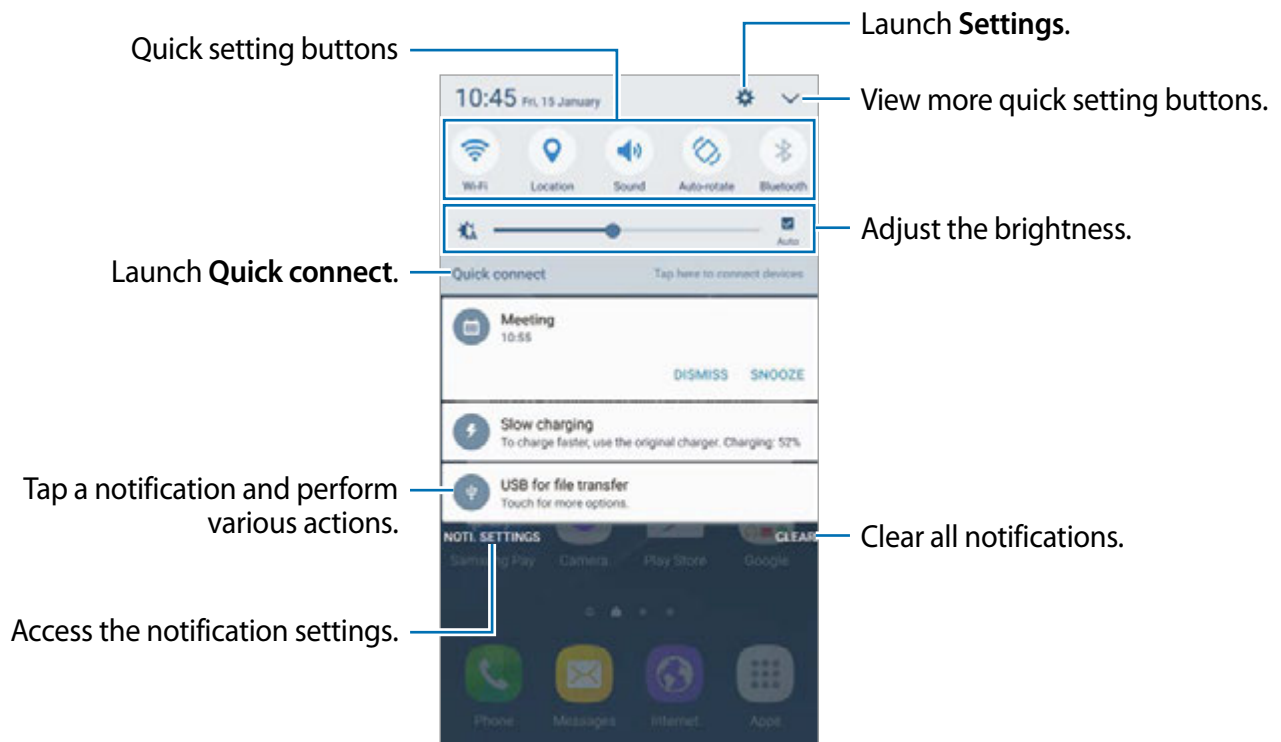 Launch Settings.
Quick setting buttons
10:45 Fri, 15 January
View more quick setting buttons.
Wi-Fi Location Sound Auto-rotate Bluetooth
Adjust the brightness.
Auto
Launch Quick connect.
Quick connect Tap here to connect devices
Meeting
10:55
DISMISS SNOOZE
Slow charging
To charge faster, use the original charger. Charging: 52%
Tap a notification and perform
various actions.
USB for file transfer
Touch for more options.
NOTI. SETTINGS CLEAR
Clear all notifications.
Samsung Pay Camera Play Store Google
Access the notification settings.
Phone Messages Internet Apps